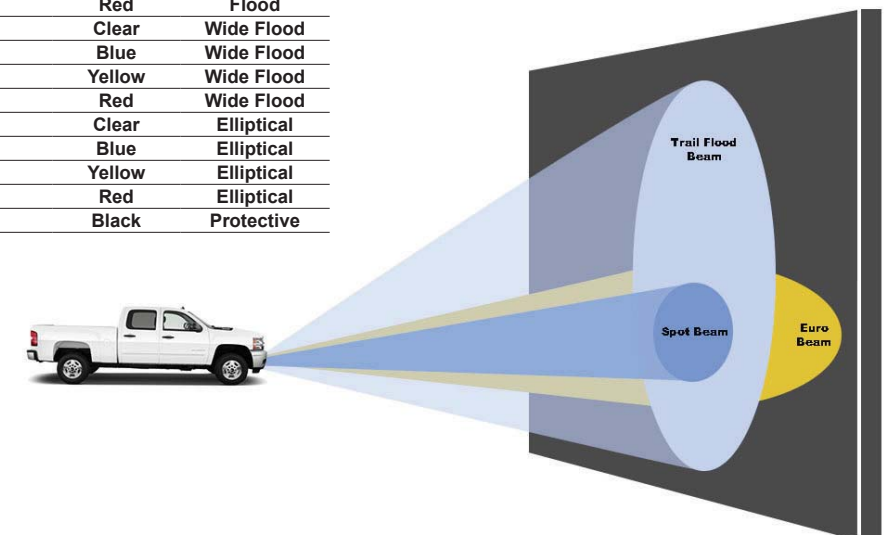 Red Flood
Clear Wide Flood
Blue Wide Flood
Yellow Wide Flood
Red Wide Flood
Clear Elliptical
Blue Elliptical
Yellow Elliptical
Red Elliptical
Black Protective
Trail Flood
Beam
Spot Beam
Euro
Beam